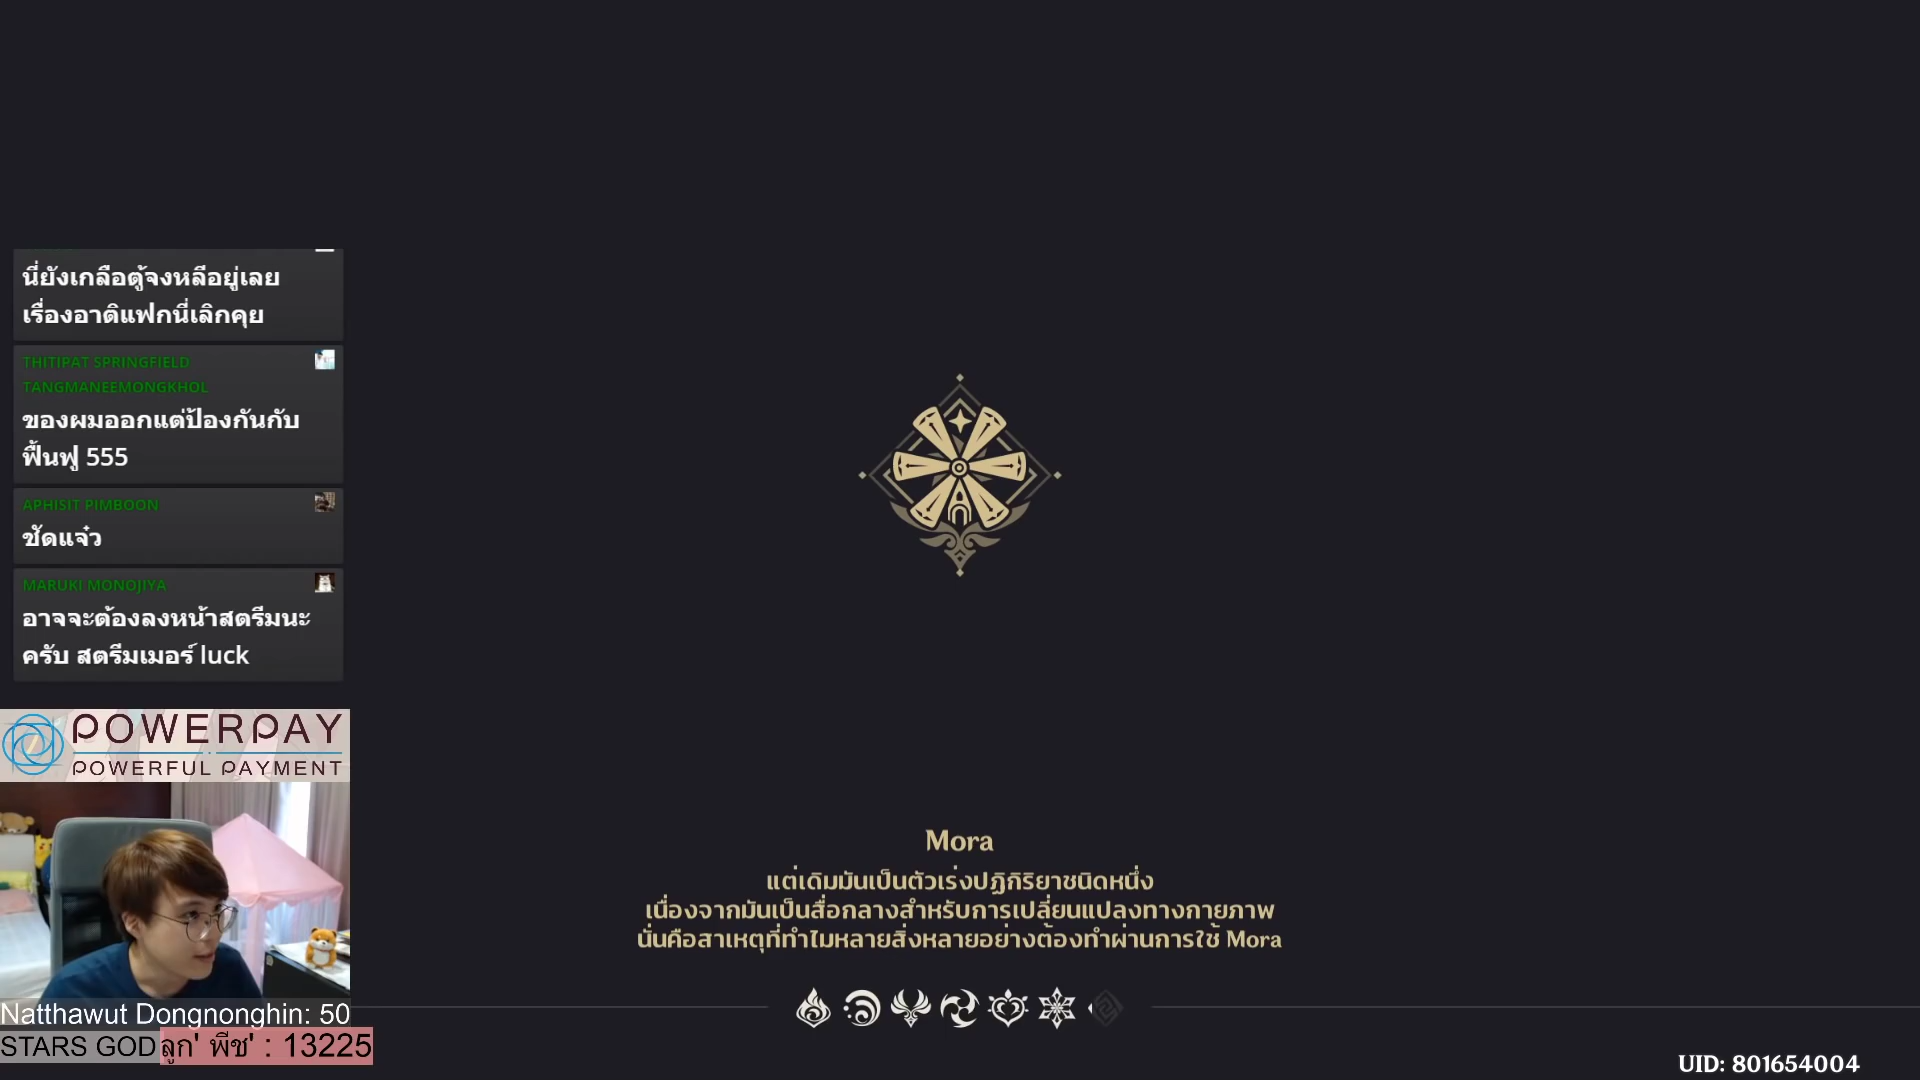 นี่ยังเกลือตู้จงหลีอยู่เลย
เรื่องอาดิแฟกนี่เลิกคุย
THITIPAT SPRINGFIELD
TANGMANEEMONGKHOL
ของผมออกแต่ป้องกันกับ
ฟื้นฟู 555
APHISIT PIMBOON
ชัดแจ๋ว
MARUKI MONOJIYA
อาจจะต้องลงหน้าสตรีมนะ
ครับ สตรีมเมอร์ luck
POWERPAY
POWERFUL PAYMENT
Natthawut Dongnonghin: 50
STARS GOD ลูก' พีช' : 13225
Mora
แต่เดิมมันเป็นตัวเร่งปฏิกิริยาชนิดหนึ่ง
เนื่องจากมันเป็นสื่อกลางสำหรับการเปลี่ยนแปลงทางกายภาพ
นั่นคือสาเหตุที่ทำไมหลายสิ่งหลายอย่างต้องทำผ่านการใช้ Mora
UID: 801654004